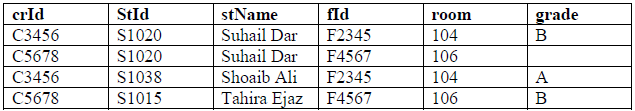 crId StId stName fId room grade
C3456 S1020 Suhail Dar F2345 104 B
C5678 S1020 Suhail Dar F4567 106
C3456 S1038 Shoaib Ali F2345 104 A
C5678 S1015 Tahira Ejaz F4567 106 B